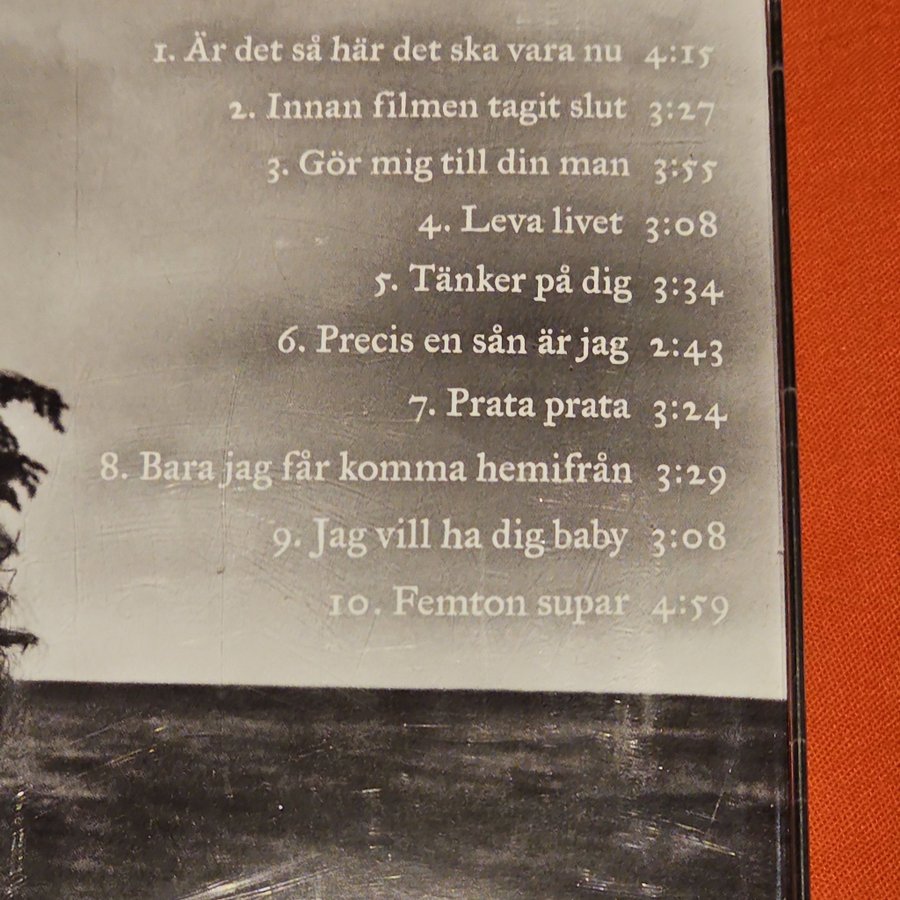 1. Är det så här det ska vara nu 4:15
2. Innan filmen tagit slut 3:27
3. Gör mig till din man 3:55
4. Leva livet 3:08
5. Tänker på dig 3:34
6. Precis en sån är jag 2:43
7. Prata prata 3:24
8. Bara jag får komma hemifrån 3:29
9. Jag vill ha dig baby 3:08
10. Femton supar 4:59